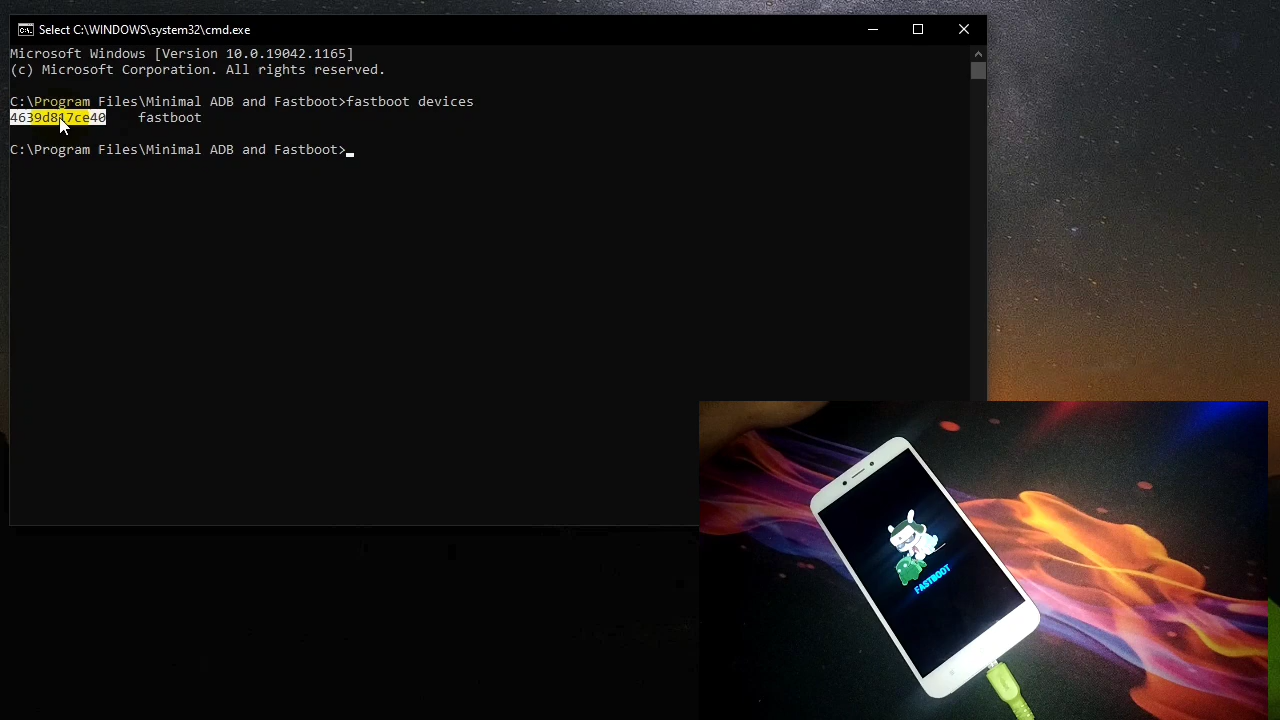 Select C:\WINDOWS\system32\cmd.exe
Microsoft Windows [Version 10.0.19042.1165]
(c) Microsoft Corporation. All rights reserved.
C:\Program Files\Minimal ADB and Fastboot>fastboot devices
4639d817ce40    fastboot
C:\Program Files\Minimal ADB and Fastboot>
FASTBOOT